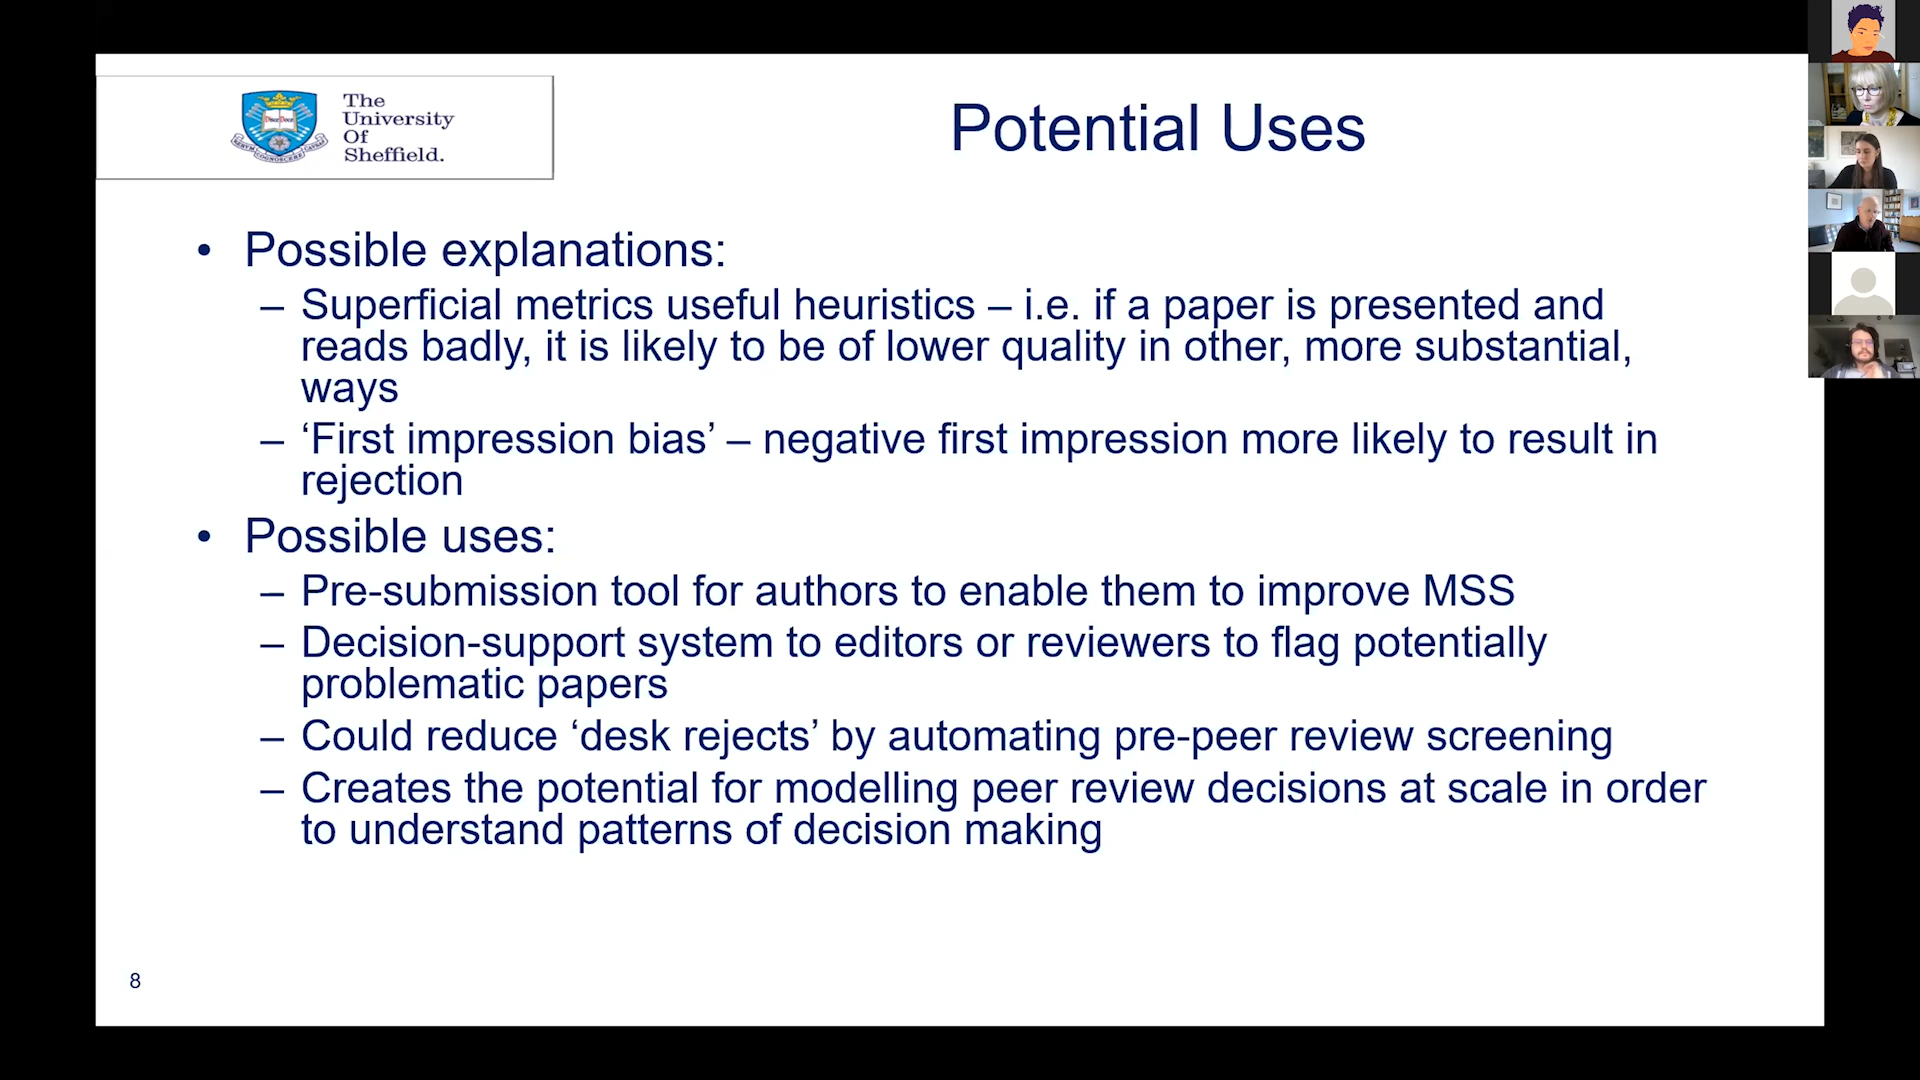 The
University
Of
Sheffield.
Potential Uses
• Possible explanations:
– Superficial metrics useful heuristics – i.e. if a paper is presented and
reads badly, it is likely to be of lower quality in other, more substantial,
ways
– ‘First impression bias’ – negative first impression more likely to result in
rejection
• Possible uses:
– Pre-submission tool for authors to enable them to improve MSS
– Decision-support system to editors or reviewers to flag potentially
problematic papers
– Could reduce ‘desk rejects’ by automating pre-peer review screening
– Creates the potential for modelling peer review decisions at scale in order
to understand patterns of decision making
8